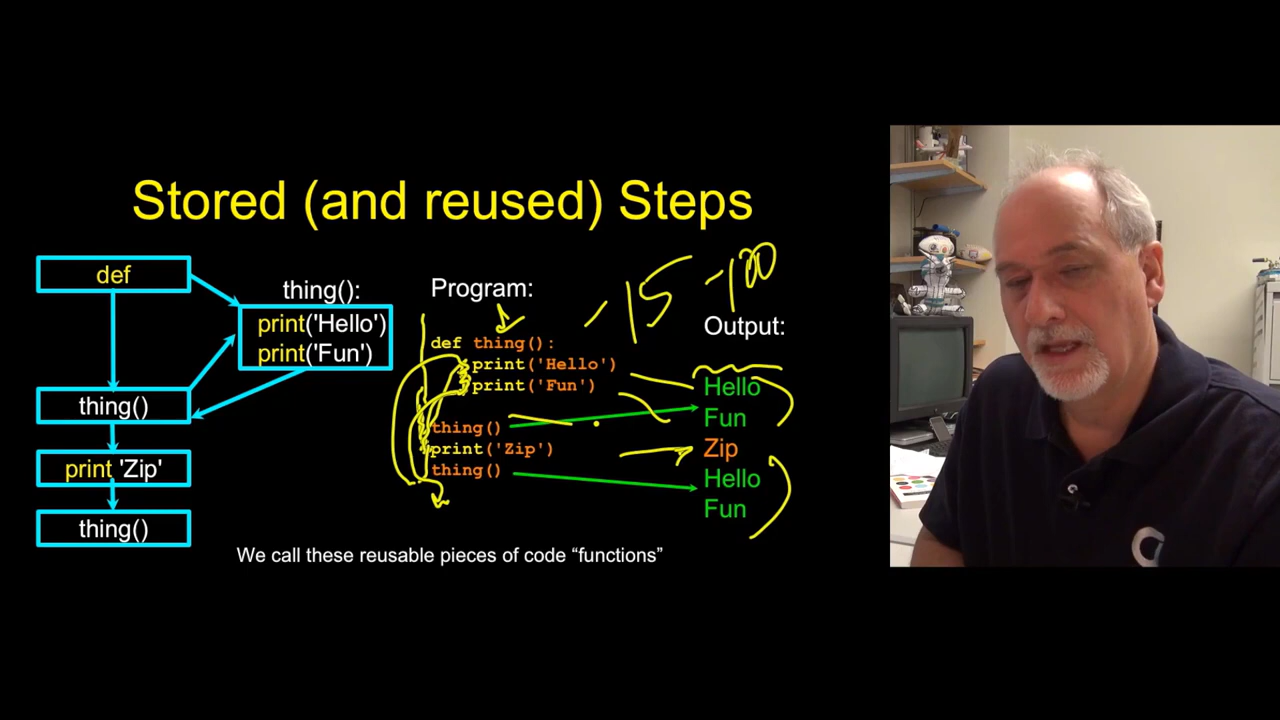 Stored (and reused) Steps
def
thing():
print('Hello')
print('Fun')
thing()
print 'Zip'
thing()
Program:
def thing():
print('Hello')
print('Fun')
thing()
print('Zip')
thing()
- 15 - 100
Output:
Hello
Fun
Zip
Hello
Fun
We call these reusable pieces of code “functions”